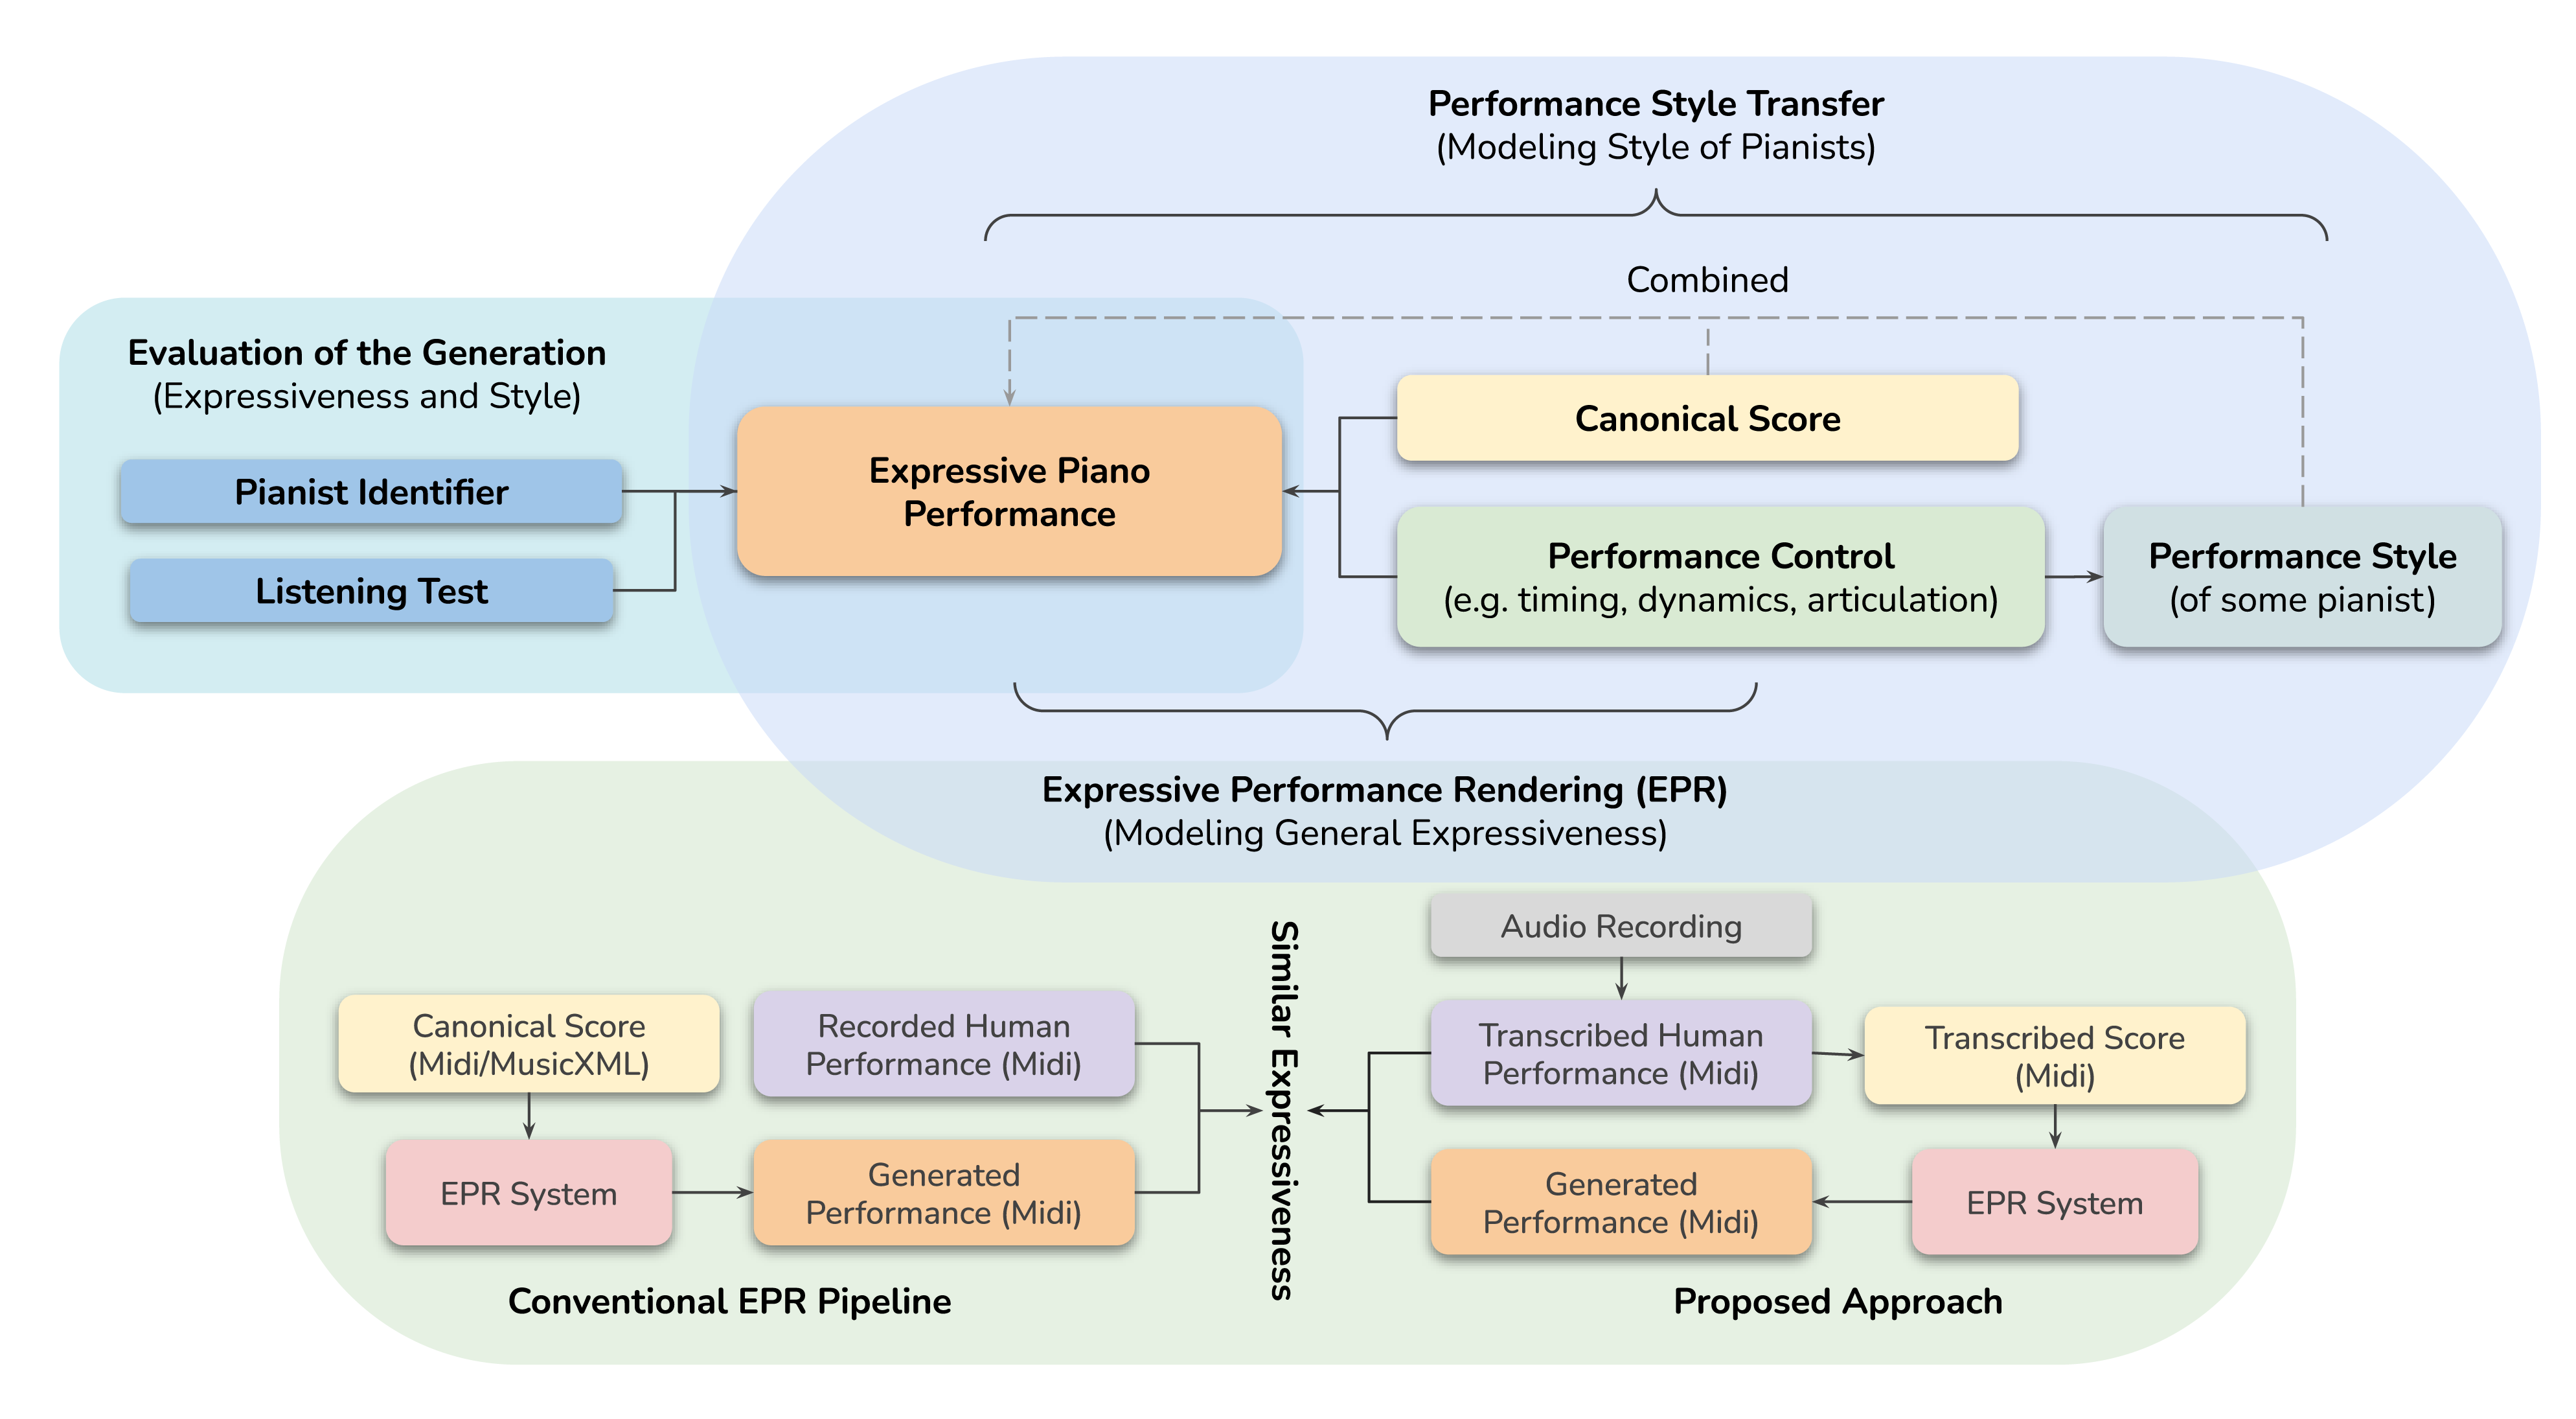 Performance Style Transfer
(Modeling Style of Pianists)
Combined
Evaluation of the Generation
(Expressiveness and Style)
Pianist Identifier
Listening Test
Expressive Piano
Performance
Canonical Score
Performance Control
(e.g. timing, dynamics, articulation)
Performance Style
(of some pianist)
Expressive Performance Rendering (EPR)
(Modeling General Expressiveness)
Canonical Score
(Midi/MusicXML)
Recorded Human
Performance (Midi)
EPR System
Generated
Performance (Midi)
Conventional EPR Pipeline
Similar Expressiveness
Audio Recording
Transcribed Human
Performance (Midi)
Transcribed Score
(Midi)
Generated
Performance (Midi)
EPR System
Proposed Approach